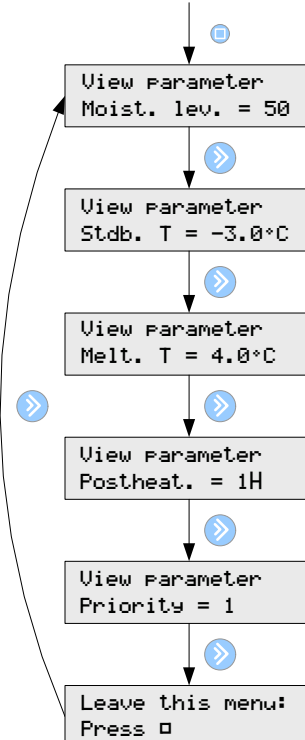 View parameter
Moist. lev. = 50
View parameter
Stdb. T = -3.0°C
View parameter
Melt. T = 4.0°C
View parameter
Postheat. = 1H
View parameter
Priority = 1
Leave this menu:
Press □